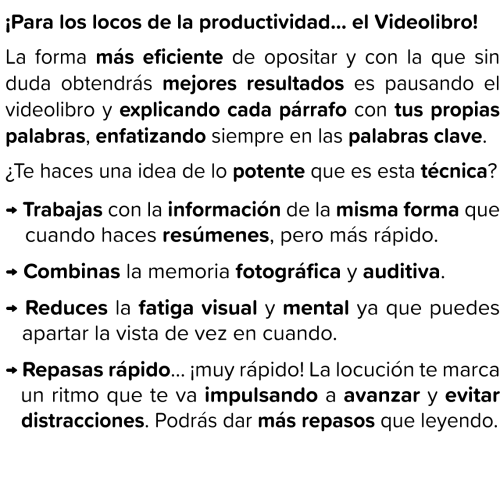 ¡Para los locos de la productividad... el Videolibro!
La forma más eficiente de opositar y con la que sin
duda obtendrás mejores resultados es pausando el
videolibro y explicando cada párrafo con tus propias
palabras, enfatizando siempre en las palabras clave.
¿Te haces una idea de lo potente que es esta técnica?
→ Trabajas con la información de la misma forma que
cuando haces resúmenes, pero más rápido.
→ Combinas la memoria fotográfica y auditiva.
→ Reduces la fatiga visual y mental ya que puedes
apartar la vista de vez en cuando.
→ Repasas rápido... ¡muy rápido! La locución te marca
un ritmo que te va impulsando a avanzar y evitar
distracciones. Podrás dar más repasos que leyendo.